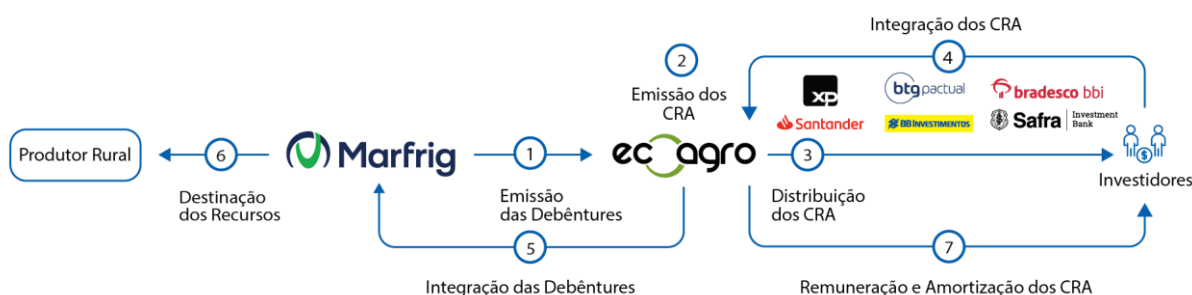 Integração dos CRA
4
2
Emissão dos
CRA
xp
btg pactual
bradesco bbi
Santander
BB INVESTIMENTOS
Safra Investment
Bank
Produtor Rural
6
Marfrig
1
ecoagro
3
Investidores
Destinação
dos Recursos
Emissão
das Debêntures
Distribuição
dos CRA
5
7
Integração das Debêntures
Remuneração e Amortização dos CRA